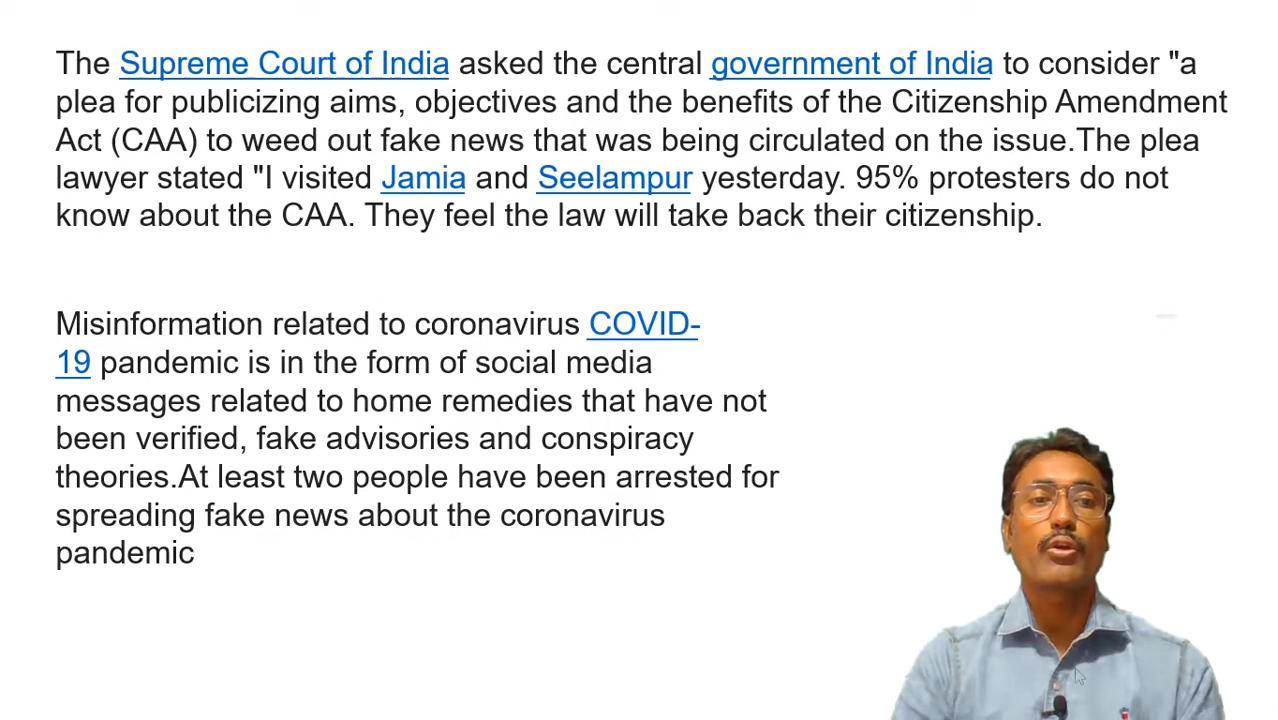 The Supreme Court of India asked the central government of India to consider "a
plea for publicizing aims, objectives and the benefits of the Citizenship Amendment
Act (CAA) to weed out fake news that was being circulated on the issue.The plea
lawyer stated "I visited Jamia and Seelampur yesterday. 95% protesters do not
know about the CAA. They feel the law will take back their citizenship.
Misinformation related to coronavirus COVID-
19 pandemic is in the form of social media
messages related to home remedies that have not
been verified, fake advisories and conspiracy
theories.At least two people have been arrested for
spreading fake news about the coronavirus
pandemic